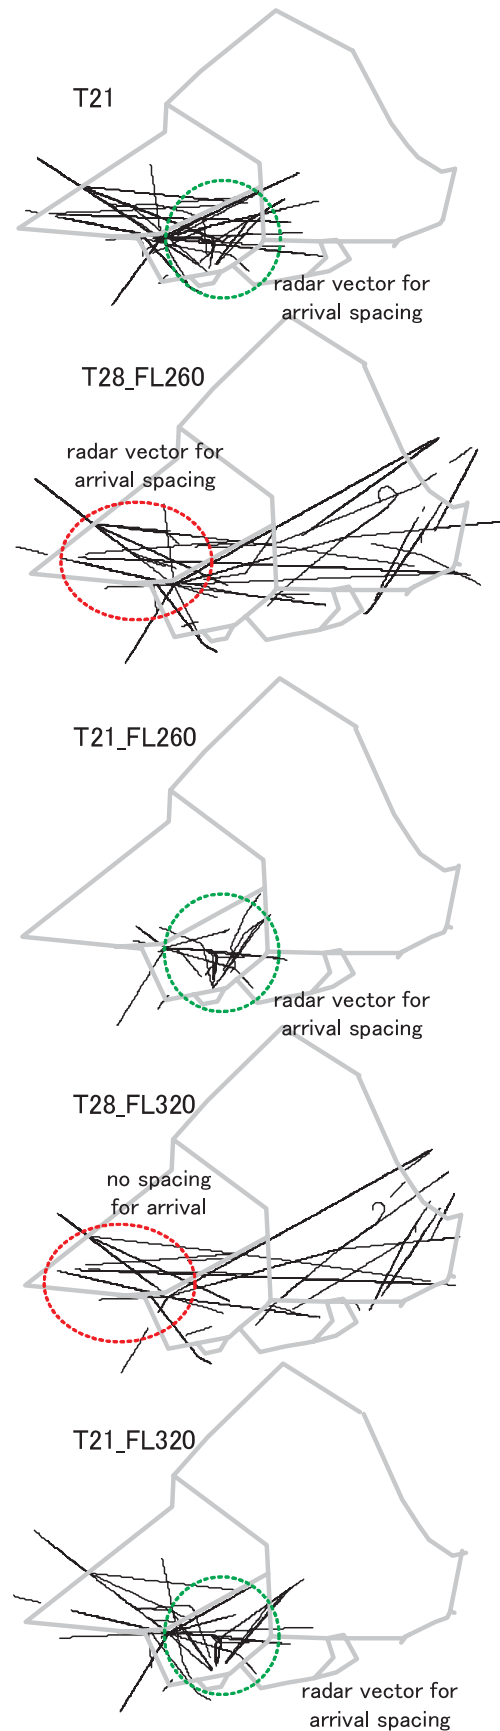 T21
radar vector for
arrival spacing
T28_FL260
radar vector for
arrival spacing
T21_FL260
radar vector for
arrival spacing
T28_FL320
no spacing
for arrival
T21_FL320
radar vector for
arrival spacing